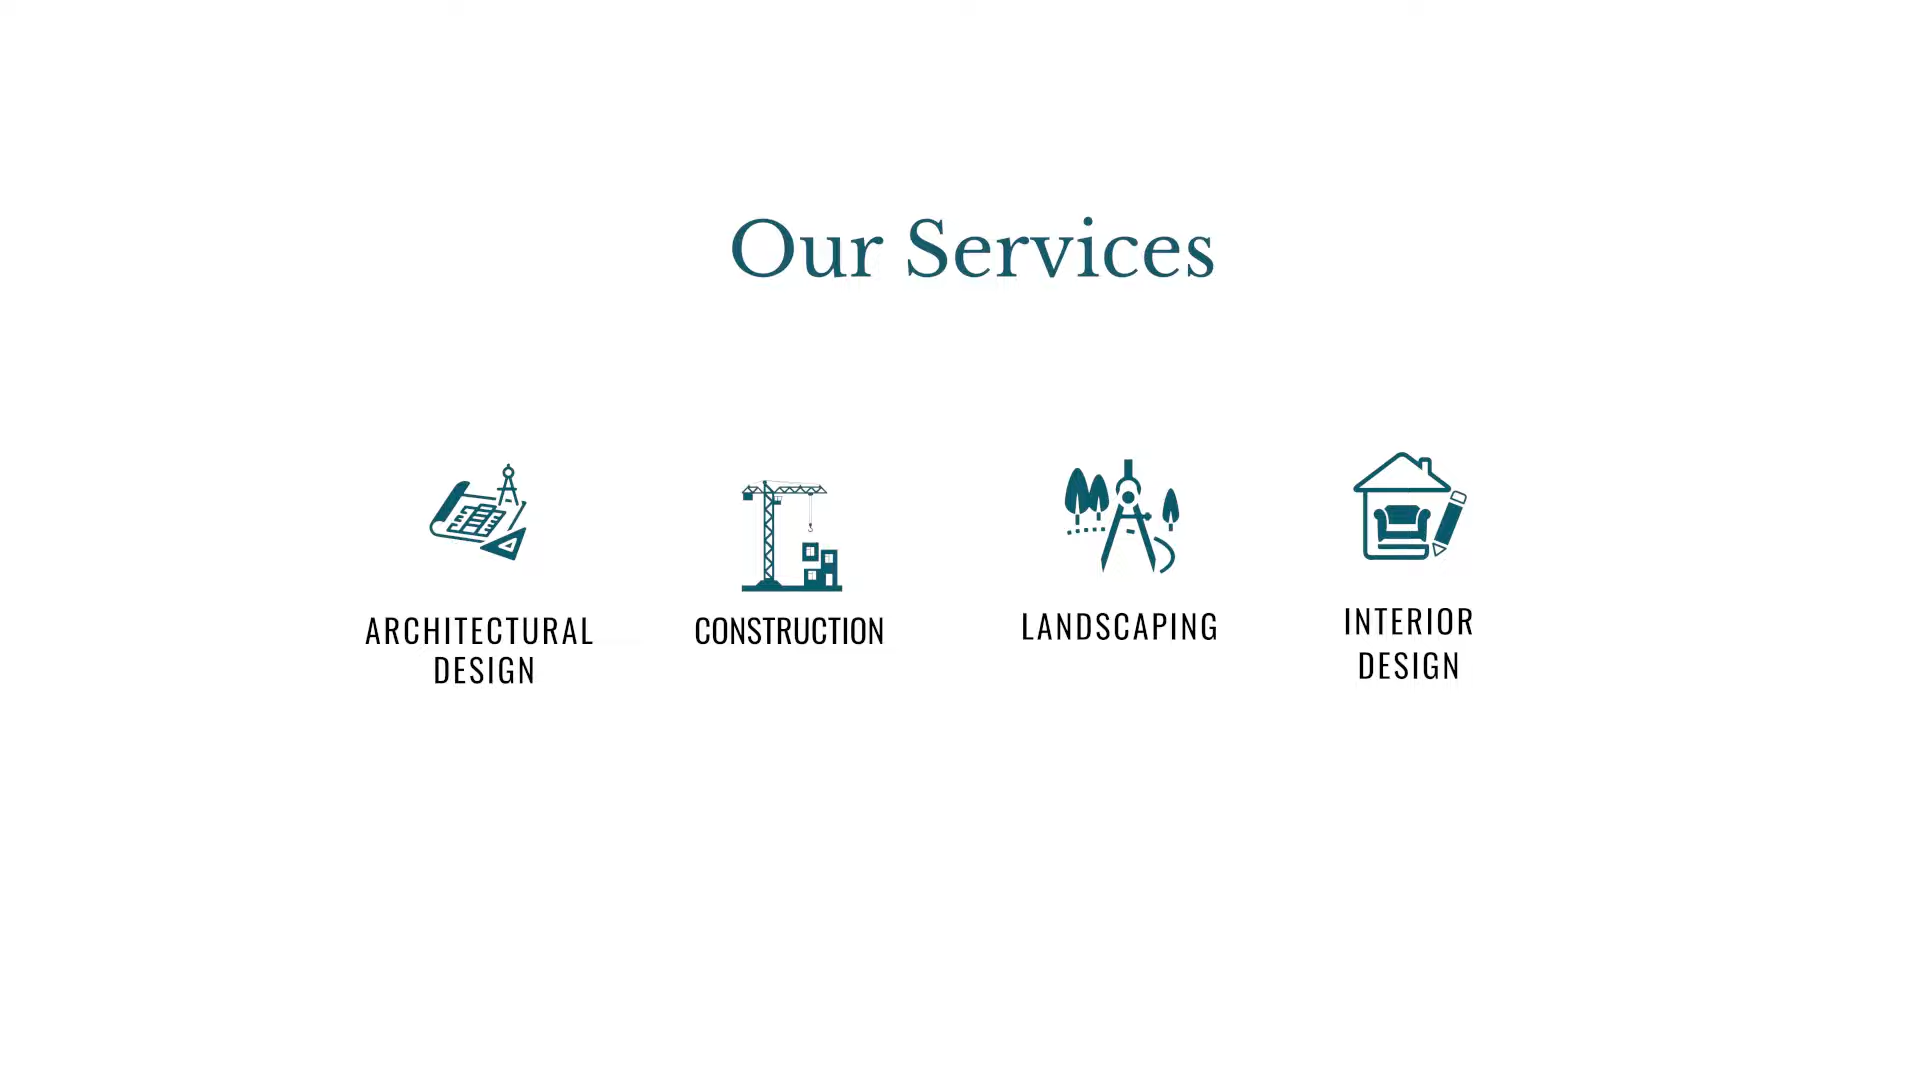 Our Services
ARCHITECTURAL
DESIGN
CONSTRUCTION
LANDSCAPING
INTERIOR
DESIGN